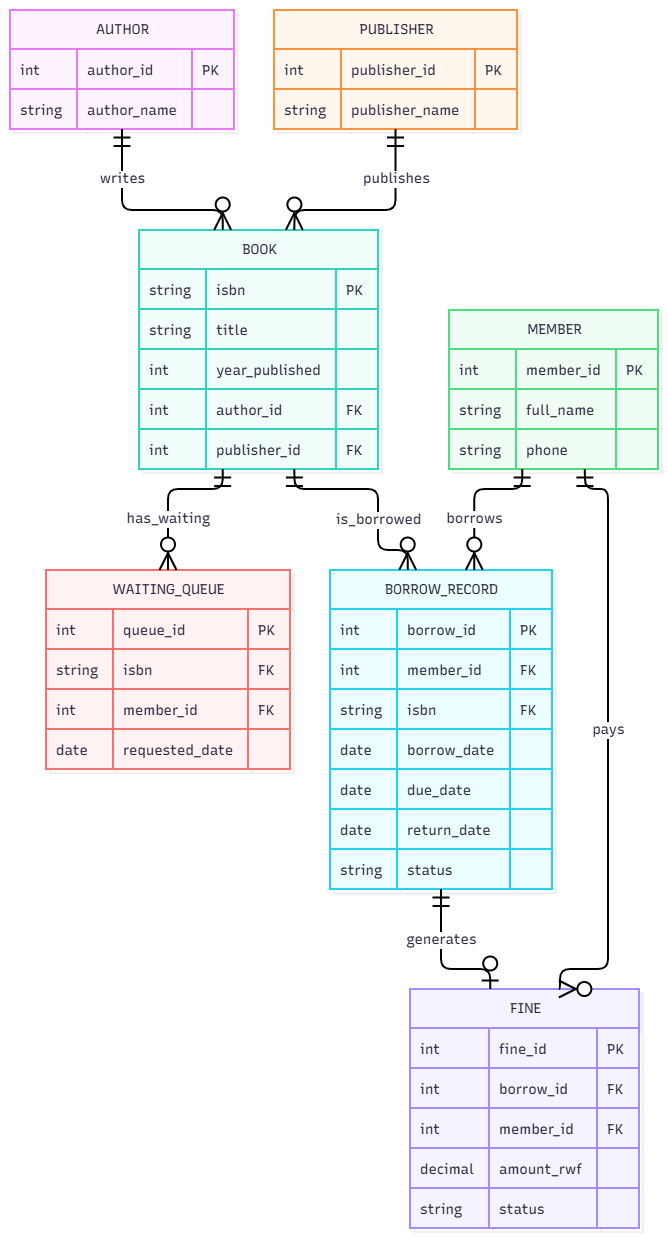 AUTHOR
int author_id PK
string author_name
PUBLISHER
int publisher_id PK
string publisher_name
writes
publishes
BOOK
string isbn PK
string title
int year_published
int author_id FK
int publisher_id FK
MEMBER
int member_id PK
string full_name
string phone
has_waiting
is_borrowed
borrows
WAITING_QUEUE
int queue_id PK
string isbn FK
int member_id FK
date requested_date
BORROW_RECORD
int borrow_id PK
int member_id FK
string isbn FK
date borrow_date
date due_date
date return_date
string status
pays
generates
FINE
int fine_id PK
int borrow_id FK
int member_id FK
decimal amount_rwf
string status